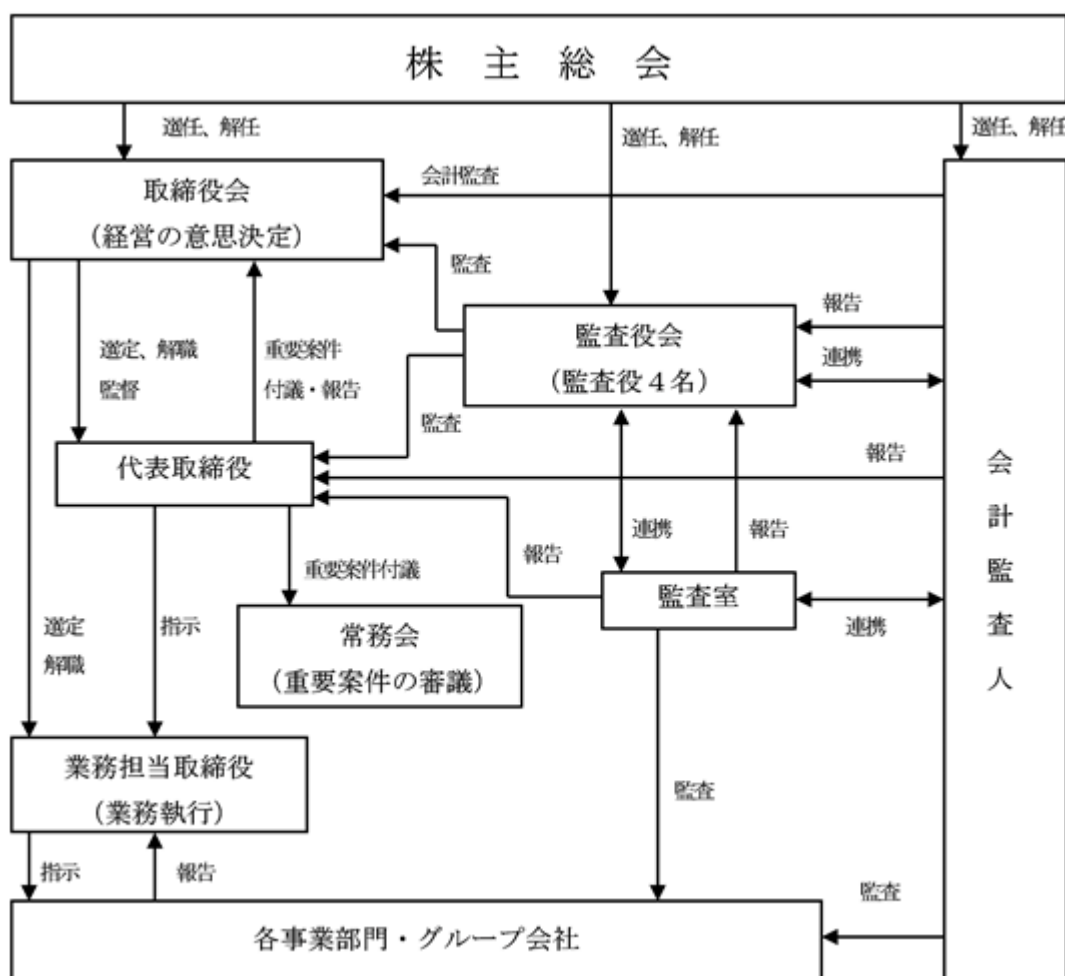 株主総会
選任、解任
選任、解任
選任、解任
取締役会
（経営の意思決定）
会計監査
監査
監査役会
（監査役４名）
報告
連携
選定、解職
監督
重要案件
付議・報告
監査
代表取締役
報告
会計監査人
連携
報告
報告
重要案件付議
監査室
連携
選定
解職
指示
常務会
（重要案件の審議）
業務担当取締役
（業務執行）
監査
指示
報告
監査
各事業部門・グループ会社